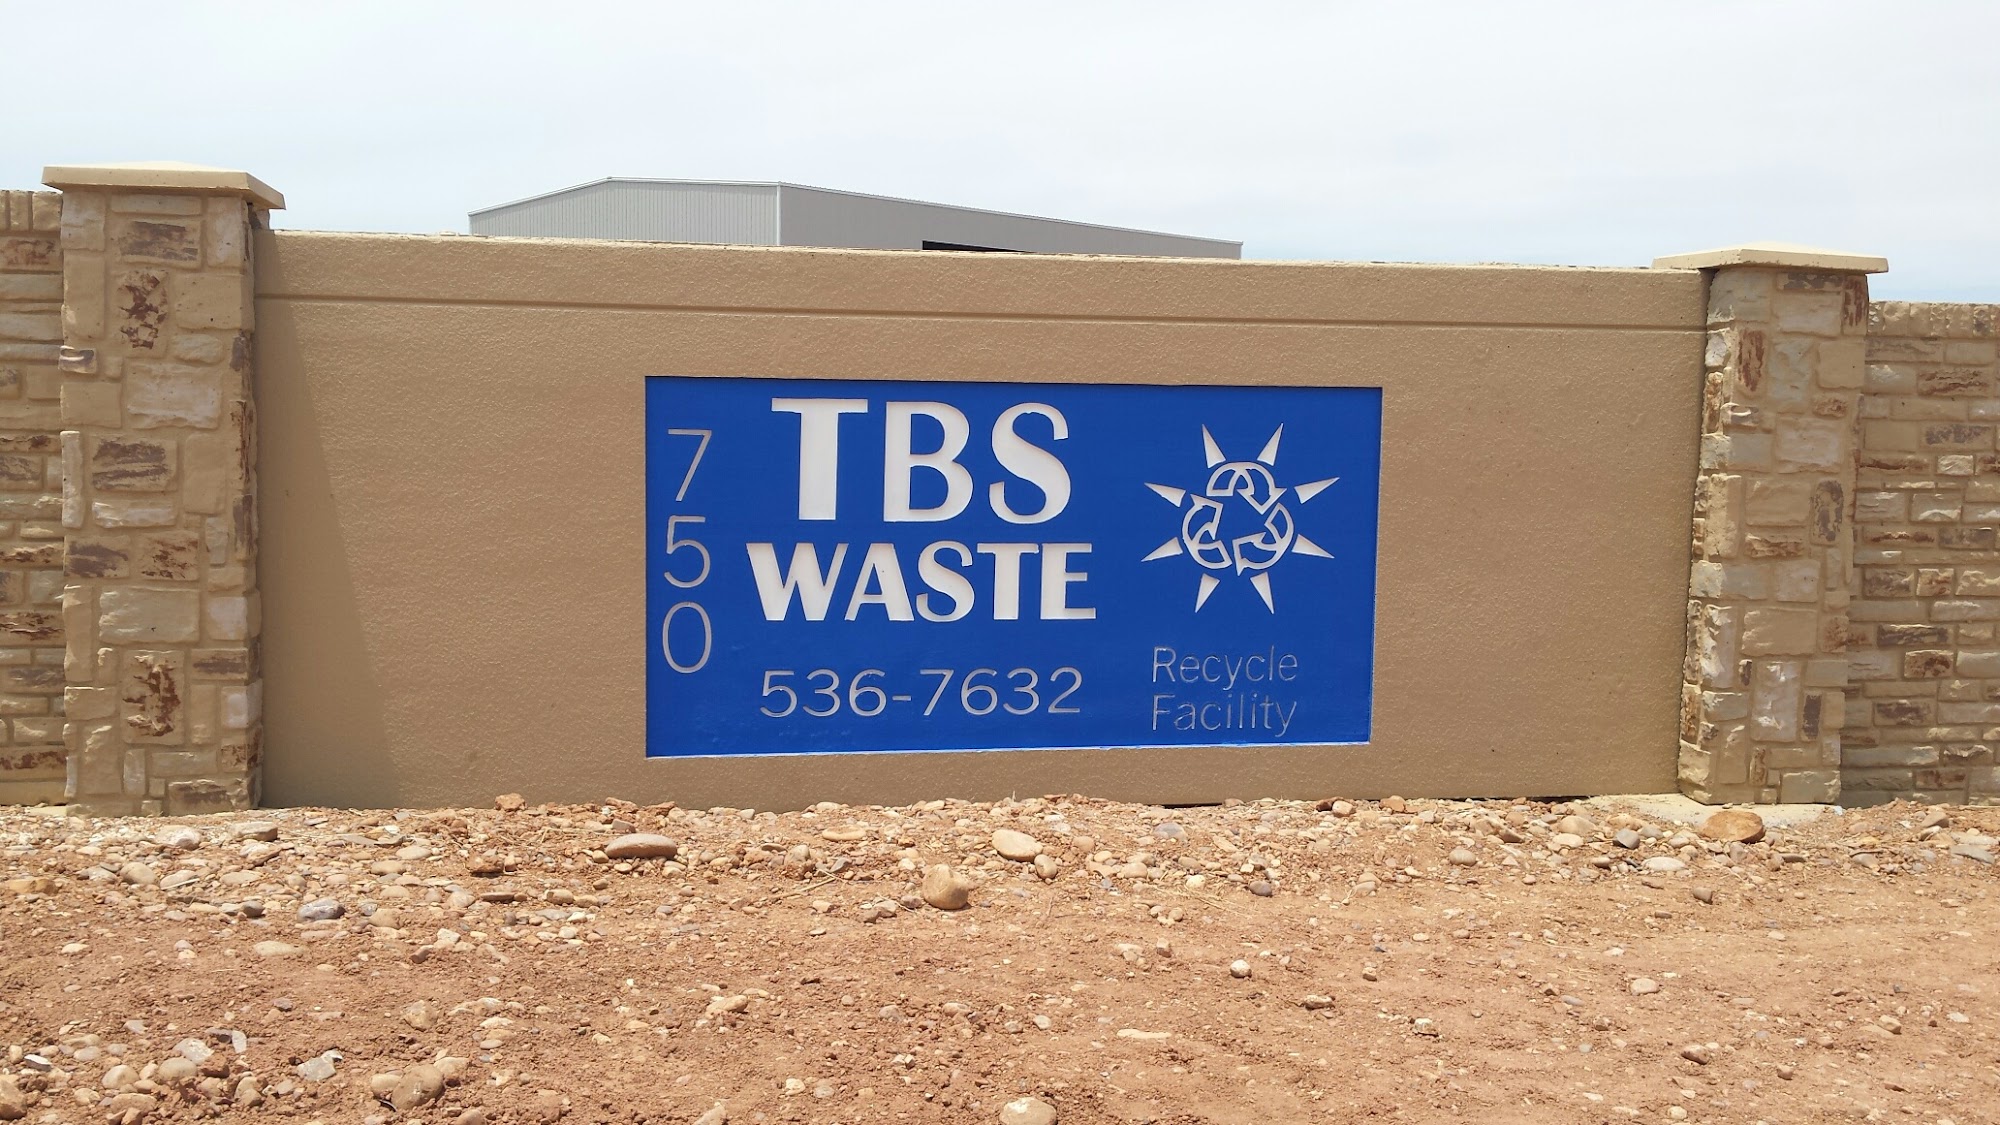 750
TBS
WASTE
536-7632
Recycle
Facility